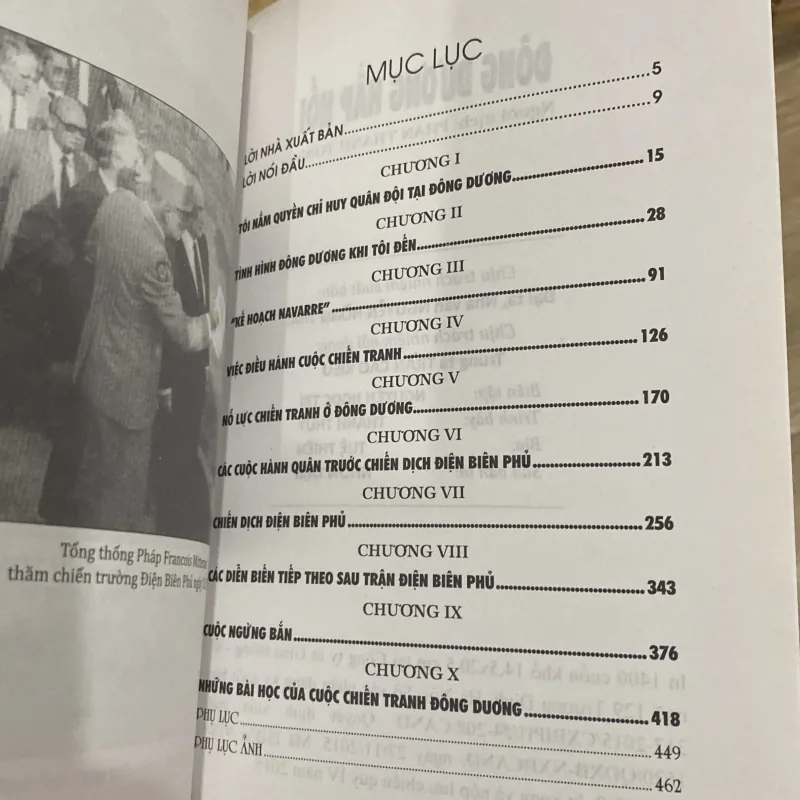 Tổng thống Pháp Francois
thăm chiến trường Điện Biên Phủ
MỤC LỤC
LỜI NHÀ XUẤT BẢN....5
LỜI NÓI ĐẦU....9
CHƯƠNG I
TÔI NẮM QUYỀN CHỈ HUY QUÂN ĐỘI TẠI ĐÔNG DƯƠNG....15
CHƯƠNG II
TÌNH HÌNH ĐÔNG DƯƠNG KHI TÔI ĐẾN....28
CHƯƠNG III
"KẾ HOẠCH NAVARRE"....91
CHƯƠNG IV
VIỆC ĐIỀU HÀNH CUỘC CHIẾN TRANH....126
CHƯƠNG V
NỖ LỰC CHIẾN TRANH Ở ĐÔNG DƯƠNG....170
CHƯƠNG VI
CÁC CUỘC HÀNH QUÂN TRƯỚC CHIẾN DỊCH ĐIỆN BIÊN PHỦ....213
CHƯƠNG VII
CHIẾN DỊCH ĐIỆN BIÊN PHỦ....256
CHƯƠNG VIII
CÁC DIỄN BIẾN TIẾP THEO SAU TRẬN ĐIỆN BIÊN PHỦ....343
CHƯƠNG IX
CUỘC NGỪNG BẮN....376
CHƯƠNG X
NHỮNG BÀI HỌC CỦA CUỘC CHIẾN TRANH ĐÔNG DƯƠNG....418
PHỤ LỤC....449
PHỤ LỤC ẢNH....462